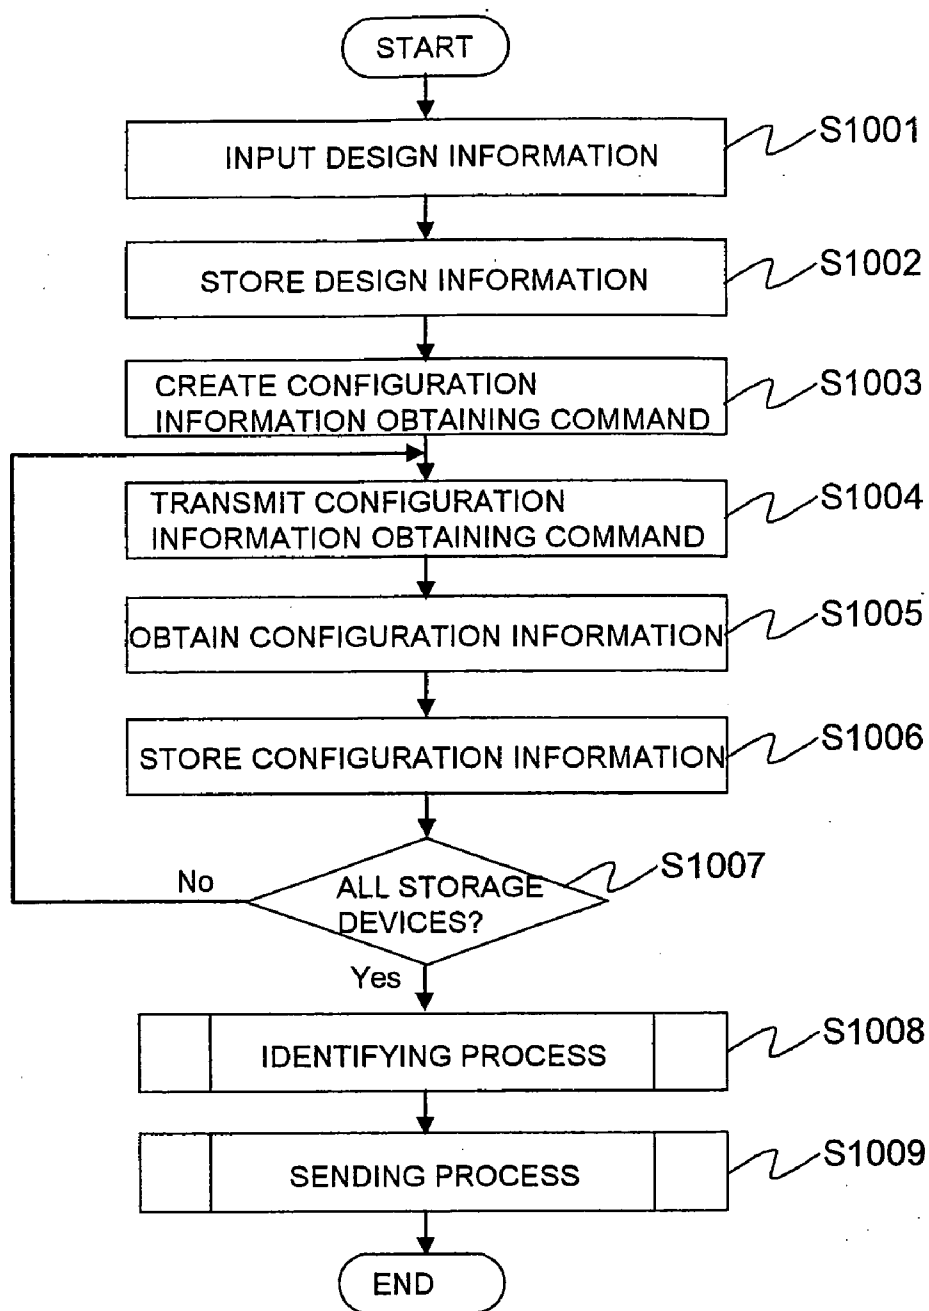 START
INPUT DESIGN INFORMATION
S1001
STORE DESIGN INFORMATION
S1002
CREATE CONFIGURATION
INFORMATION OBTAINING COMMAND
S1003
TRANSMIT CONFIGURATION
INFORMATION OBTAINING COMMAND
S1004
OBTAIN CONFIGURATION INFORMATION
S1005
STORE CONFIGURATION INFORMATION
S1006
ALL STORAGE
DEVICES?
S1007
No
Yes
IDENTIFYING PROCESS
S1008
SENDING PROCESS
S1009
END